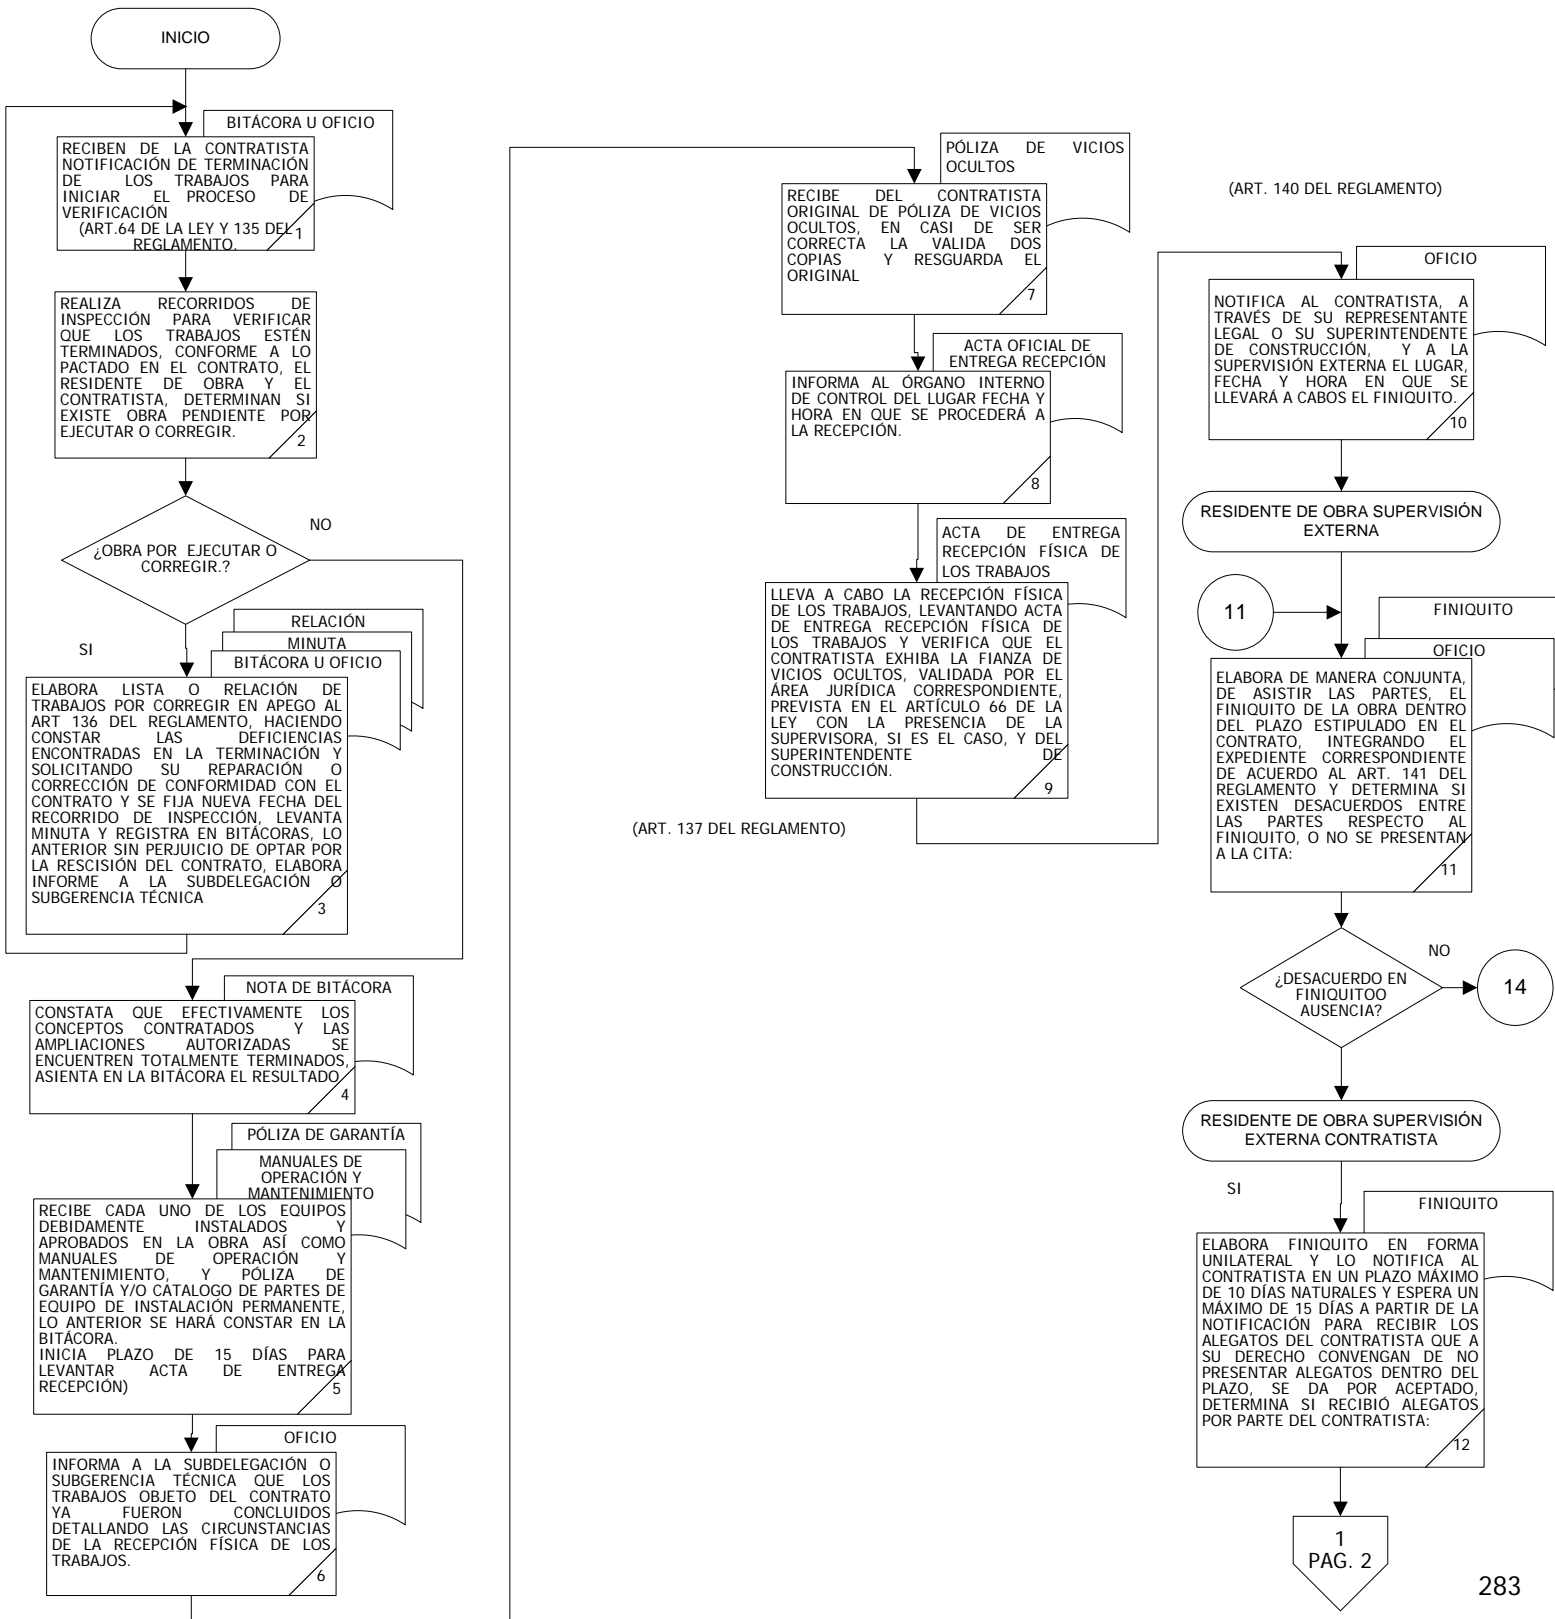 INICIO
BITÁCORA U OFICIO
RECIBEN DE LA CONTRATISTA
NOTIFICACIÓN DE TERMINACIÓN
DE LOS TRABAJOS PARA
INICIAR EL PROCESO DE
VERIFICACIÓN
(ART.64 DE LA LEY Y 135 DEL
REGLAMENTO.
1
REALIZA RECORRIDOS DE
INSPECCIÓN PARA VERIFICAR
QUE LOS TRABAJOS ESTÉN
TERMINADOS, CONFORME A LO
PACTADO EN EL CONTRATO, EL
RESIDENTE DE OBRA Y EL
CONTRATISTA, DETERMINAN SI
EXISTE OBRA PENDIENTE POR
EJECUTAR O CORREGIR.
2
¿OBRA POR EJECUTAR O
CORREGIR.?
NO
SI
RELACIÓN
MINUTA
BITÁCORA U OFICIO
ELABORA LISTA O RELACIÓN DE
TRABAJOS POR CORREGIR EN APEGO AL
ART 136 DEL REGLAMENTO, HACIENDO
CONSTAR LAS DEFICIENCIAS
ENCONTRADAS EN LA TERMINACIÓN Y
SOLICITANDO SU REPARACIÓN O
CORRECCIÓN DE CONFORMIDAD CON EL
CONTRATO Y SE FIJA NUEVA FECHA DEL
RECORRIDO DE INSPECCIÓN, LEVANTA
MINUTA Y REGISTRA EN BITÁCORAS, LO
ANTERIOR SIN PERJUICIO DE OPTAR POR
LA RESCISIÓN DEL CONTRATO, ELABORA
INFORME A LA SUBDELEGACIÓN O
SUBGERENCIA TÉCNICA
3
NOTA DE BITÁCORA
CONSTATA QUE EFECTIVAMENTE LOS
CONCEPTOS CONTRATADOS Y LAS
AMPLIACIONES AUTORIZADAS SE
ENCUENTREN TOTALMENTE TERMINADOS,
ASIENTA EN LA BITÁCORA EL RESULTADO
4
PÓLIZA DE GARANTÍA
MANUALES DE
OPERACIÓN Y
MANTENIMIENTO
RECIBE CADA UNO DE LOS EQUIPOS
DEBIDAMENTE INSTALADOS Y
APROBADOS EN LA OBRA ASÍ COMO
MANUALES DE OPERACIÓN Y
MANTENIMIENTO, Y PÓLIZA DE
GARANTÍA Y/O CATALOGO DE PARTES DE
EQUIPO DE INSTALACIÓN PERMANENTE,
LO ANTERIOR SE HARÁ CONSTAR EN LA
BITÁCORA.
INICIA PLAZO DE 15 DÍAS PARA
LEVANTAR ACTA DE ENTREGA
RECEPCIÓN)
5
OFICIO
INFORMA A LA SUBDELEGACIÓN O
SUBGERENCIA TÉCNICA QUE LOS
TRABAJOS OBJETO DEL CONTRATO
YA FUERON CONCLUIDOS
DETALLANDO LAS CIRCUNSTANCIAS
DE LA RECEPCIÓN FÍSICA DE LOS
TRABAJOS.
6
PÓLIZA DE VICIOS
OCULTOS
RECIBE DEL CONTRATISTA
ORIGINAL DE PÓLIZA DE VICIOS
OCULTOS, EN CASI DE SER
CORRECTA LA VALIDA DOS
COPIAS Y RESGUARDA EL
ORIGINAL
7
ACTA OFICIAL DE
ENTREGA RECEPCIÓN
INFORMA AL ÓRGANO INTERNO
DE CONTROL DEL LUGAR FECHA Y
HORA EN QUE SE PROCEDERÁ A
LA RECEPCIÓN.
8
ACTA DE ENTREGA
RECEPCIÓN FÍSICA DE
LOS TRABAJOS
LLEVA A CABO LA RECEPCIÓN FÍSICA
DE LOS TRABAJOS, LEVANTANDO ACTA
DE ENTREGA RECEPCIÓN FÍSICA DE
LOS TRABAJOS Y VERIFICA QUE EL
CONTRATISTA EXHIBA LA FIANZA DE
VICIOS OCULTOS, VALIDADA POR EL
ÁREA JURÍDICA CORRESPONDIENTE,
PREVISTA EN EL ARTÍCULO 66 DE LA
LEY CON LA PRESENCIA DE LA
SUPERVISORA, SI ES EL CASO, Y DEL
SUPERINTENDENTE DE
CONSTRUCCIÓN.
9
(ART. 137 DEL REGLAMENTO)
(ART. 140 DEL REGLAMENTO)
OFICIO
NOTIFICA AL CONTRATISTA, A
TRAVÉS DE SU REPRESENTANTE
LEGAL O SU SUPERINTENDENTE
DE CONSTRUCCIÓN, Y A LA
SUPERVISIÓN EXTERNA EL LUGAR,
FECHA Y HORA EN QUE SE
LLEVARÁ A CABOS EL FINIQUITO.
10
RESIDENTE DE OBRA SUPERVISIÓN
EXTERNA
11
FINIQUITO
OFICIO
ELABORA DE MANERA CONJUNTA,
DE ASISTIR LAS PARTES, EL
FINIQUITO DE LA OBRA DENTRO
DEL PLAZO ESTIPULADO EN EL
CONTRATO, INTEGRANDO EL
EXPEDIENTE CORRESPONDIENTE
DE ACUERDO AL ART. 141 DEL
REGLAMENTO Y DETERMINA SI
EXISTEN DESACUERDOS ENTRE
LAS PARTES RESPECTO AL
FINIQUITO, O NO SE PRESENTAN
A LA CITA:
11
¿DESACUERDO EN
FINIQUITOO
AUSENCIA?
NO
14
RESIDENTE DE OBRA SUPERVISIÓN
EXTERNA CONTRATISTA
SI
FINIQUITO
ELABORA FINIQUITO EN FORMA
UNILATERAL Y LO NOTIFICA AL
CONTRATISTA EN UN PLAZO MÁXIMO
DE 10 DÍAS NATURALES Y ESPERA UN
MÁXIMO DE 15 DÍAS A PARTIR DE LA
NOTIFICACIÓN PARA RECIBIR LOS
ALEGATOS DEL CONTRATISTA QUE A
SU DERECHO CONVENGAN DE NO
PRESENTAR ALEGATOS DENTRO DEL
PLAZO, SE DA POR ACEPTADO,
DETERMINA SI RECIBIÓ ALEGATOS
POR PARTE DEL CONTRATISTA:
12
1
PAG. 2
283